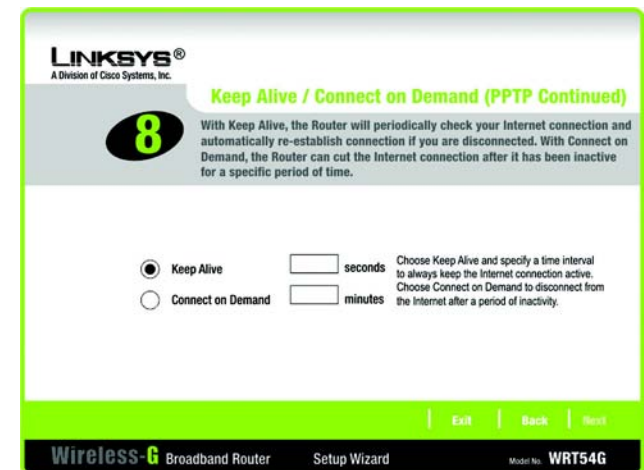 LINKSYS®
A Division of Cisco Systems, Inc.
Keep Alive / Connect on Demand (PPTP Continued)
8
With Keep Alive, the Router will periodically check your Internet connection and
automatically re-establish connection if you are disconnected. With Connect on
Demand, the Router can cut the Internet connection after it has been inactive
for a specific period of time.
Keep Alive
seconds
Choose Keep Alive and specify a time interval
to always keep the Internet connection active.
Connect on Demand
minutes
Choose Connect on Demand to disconnect from
the Internet after a period of inactivity.
Exit
Back
Next
Wireless-G Broadband Router
Setup Wizard
Model No. WRT54G